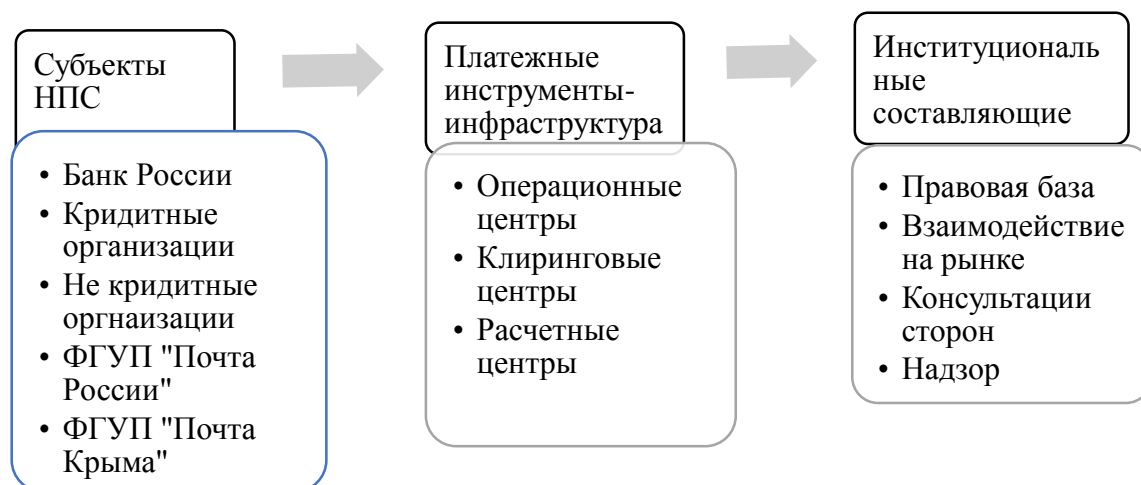 Субъекты
НПС
• Банк России
• Кридитные
организации
• Не кридитные
оргнаизации
• ФГУП "Почта
России"
• ФГУП "Почта
Крыма"
Платежные
инструменты-
инфраструктура
• Операционные
центры
• Клиринговые
центры
• Расчетные
центры
Институциональ
ные
составляющие
• Правовая база
• Взаимодействие
на рынке
• Консультации
сторон
• Надзор